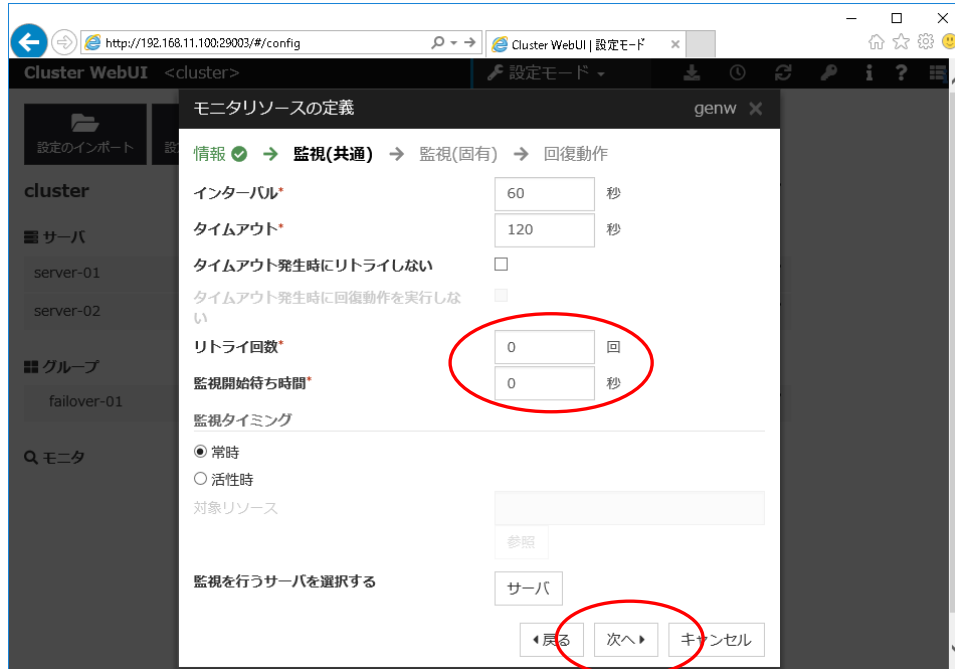 http://192.168.11.100:29003/#/config
Cluster WebUI | 設定モード
Cluster WebUI <cluster>
設定モード
設定のインポート
設
モニタリソースの定義
genw
情報 → 監視(共通) → 監視(固有) → 回復動作
cluster
サーバ
server-01
server-02
グループ
failover-01
モニタ
インターバル*
60 秒
タイムアウト*
120 秒
タイムアウト発生時にリトライしない
タイムアウト発生時に回復動作を実行しな
い
リトライ回数*
0 回
監視開始待ち時間*
0 秒
監視タイミング
常時
活性時
対象リソース
参照
監視を行うサーバを選択する
サーバ
戻る
次へ
キャンセル